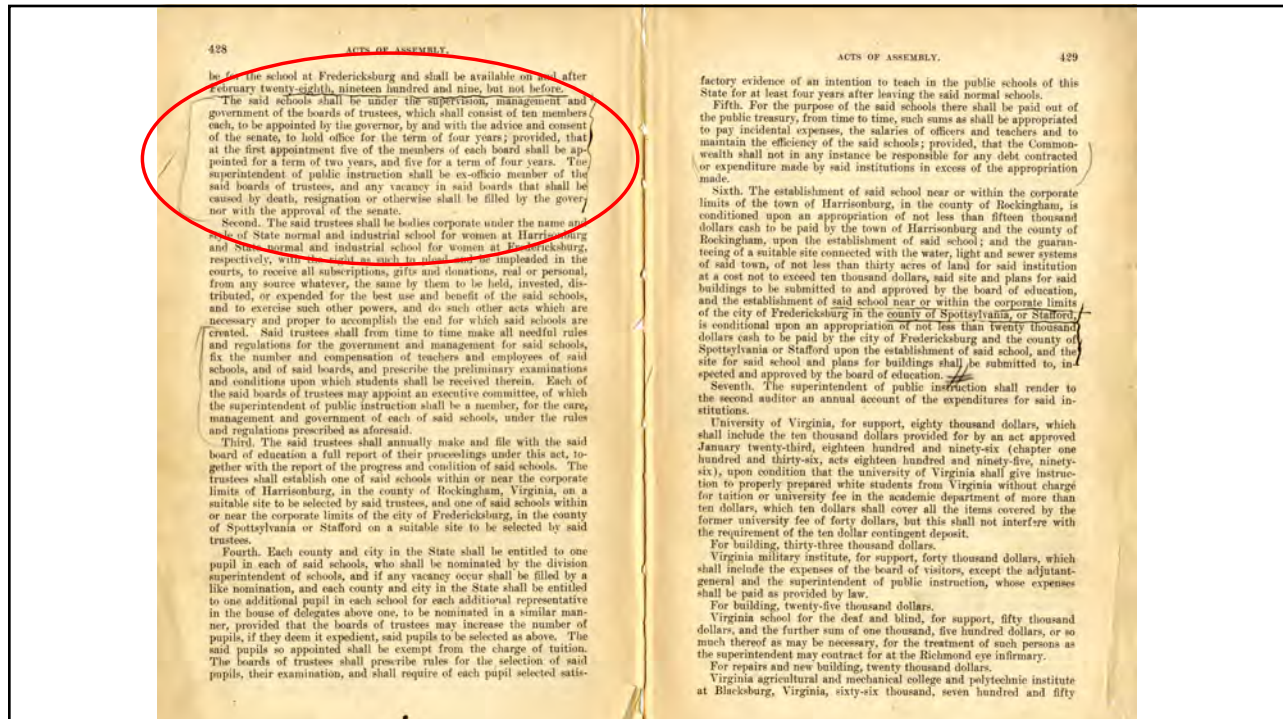 428 ACTS OF ASSEMBLY.
be for the school at Fredericksburg and shall be available on and after
February twenty-eighth, nineteen hundred and nine, but not before.
The said schools shall be under the supervision, management and
government of the boards of trustees, which shall consist of ten members
each, to be appointed by the governor, by and with the advice and consent
of the senate, to hold office for the term of four years; provided, that
at the first appointment five of the members of each board shall be ap-
pointed for a term of two years, and five for a term of four years. The
superintendent of public instruction shall be ex-officio member of the
said boards of trustees, and any vacancy in said boards that shall be
caused by death, resignation or otherwise shall be filled by the gover-
nor with the approval of the senate.
Second. The said trustees shall be bodies corporate under the name and
style of State normal and industrial school for women at Harrisonburg
and State normal and industrial school for women at Fredericksburg,
respectively, with the right as such to plead and be impleaded in the
courts, to receive all subscriptions, gifts and donations, real or personal,
from any source whatever, the same by them to be held, invested, dis-
tributed, or expended for the best use and benefit of the said schools,
and to exercise such other powers, and do such other acts which are
necessary and proper to accomplish the end for which said schools are
created. Said trustees shall from time to time make all needful rules
and regulations for the government and management for said schools,
fix the number and compensation of teachers and employees of said
schools, and of said boards, and prescribe the preliminary examinations
and conditions upon which students shall be received therein. Each of
the said boards of trustees may appoint an executive committee, of which
the superintendent of public instruction shall be a member, for the care,
management and government of each of said schools, under the rules
and regulations prescribed as aforesaid.
Third. The said trustees shall annually make and file with the said
board of education a full report of their proceedings under this act, to-
gether with the report of the progress and condition of said schools. The
trustees shall establish one of said schools within or near the corporate
limits of Harrisonburg, in the county of Rockingham, Virginia, on a
suitable site to be selected by said trustees, and one of said schools within
or near the corporate limits of the city of Fredericksburg, in the county
of Spottsylvania or Stafford on a suitable site to be selected by said
trustees.
Fourth. Each county and city in the State shall be entitled to one
pupil in each of said schools, who shall be nominated by the division
superintendent of schools, and if any vacancy occur shall be filled by a
like nomination, and each county and city in the State shall be entitled
to one additional pupil in each school for each additional representative
in the house of delegates above one, to be nominated in a similar man-
ner, provided that the boards of trustees may increase the number of
pupils, if they deem it expedient, said pupils to be selected as above. The
said pupils so appointed shall be exempt from the charge of tuition.
The boards of trustees shall prescribe rules for the selection of said
pupils, their examination, and shall require of each pupil selected satis-
ACTS OF ASSEMBLY. 429
factory evidence of an intention to teach in the public schools of this
State for at least four years after leaving the said normal schools.
Fifth. For the purpose of the said schools there shall be paid out of
the public treasury, from time to time, such sums as shall be appropriated
to pay incidental expenses, the salaries of officers and teachers and to
maintain the efficiency of the said schools; provided, that the Common-
wealth shall not in any instance be responsible for any debt contracted
or expenditure made by said institutions in excess of the appropriation
made.
Sixth. The establishment of said school near or within the corporate
limits of the town of Harrisonburg, in the county of Rockingham, is
conditioned upon an appropriation of not less than fifteen thousand
dollars cash to be paid by the town of Harrisonburg and the county of
Rockingham, upon the establishment of said school; and the guaran-
teeing of a suitable site connected with the water, light and sewer systems
of said town, of not less than thirty acres of land for said institution
at a cost not to exceed ten thousand dollars, said site and plans for said
buildings to be submitted to and approved by the board of education,
and the establishment of said school near or within the corporate limits
of the city of Fredericksburg in the county of Spottsylvania, or Stafford,
is conditional upon an appropriation of not less than twenty thousand
dollars cash to be paid by the city of Fredericksburg and the county of
Spottsylvania or Stafford upon the establishment of said school, and the
site for said school and plans for buildings shall be submitted to, in-
spected and approved by the board of education.
Seventh. The superintendent of public instruction shall render to
the second auditor an annual account of the expenditures for said in-
stitutions.
University of Virginia, for support, eighty thousand dollars, which
shall include the ten thousand dollars provided for by an act approved
January twenty-third, eighteen hundred and ninety-six (chapter one
hundred and thirty-six, acts eighteen hundred and ninety-five, ninety-
six), upon condition that the university of Virginia shall give instruc-
tion to properly prepared white students from Virginia without charge
for tuition or university fee in the academic department of more than
ten dollars, which ten dollars shall cover all the items covered by the
former university fee of forty dollars, but this shall not interfere with
the requirement of the ten dollar contingent deposit.
For building, thirty-three thousand dollars.
Virginia military institute, for support, forty thousand dollars, which
shall include the expenses of the board of visitors, except the adjutant-
general and the superintendent of public instruction, whose expenses
shall be paid as provided by law.
For building, twenty-five thousand dollars.
Virginia school for the deaf and blind, for support, fifty thousand
dollars, and the further sum of one thousand, five hundred dollars, or so
much thereof as may be necessary, for the treatment of such persons as
the superintendent may contract for at the Richmond eye infirmary.
For repairs and new building, twenty thousand dollars.
Virginia agricultural and mechanical college and polytechnic institute
at Blacksburg, Virginia, sixty-six thousand, seven hundred and fifty